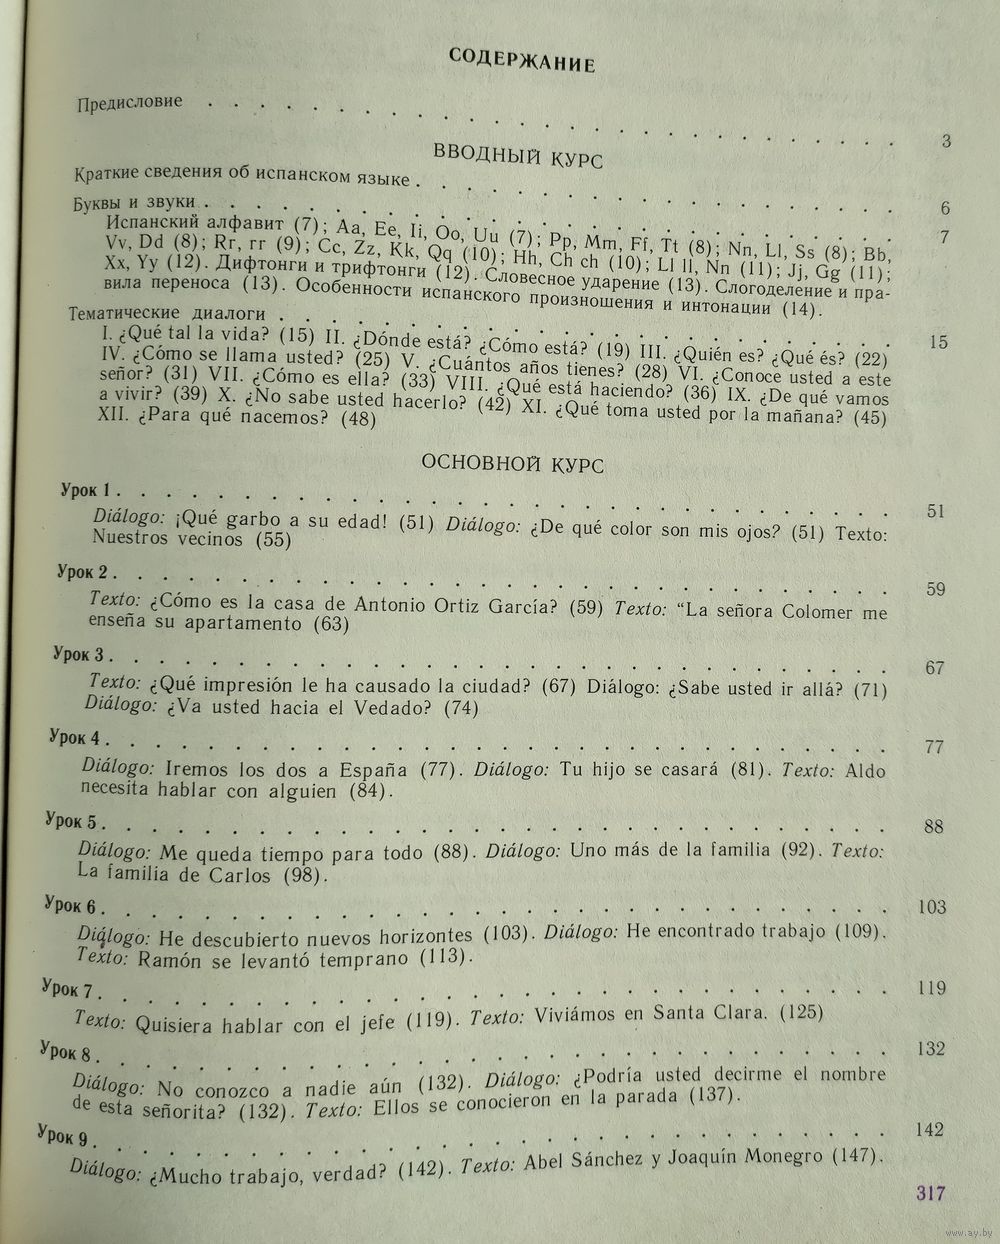 СОДЕРЖАНИЕ
Предисловие . . . . . . . . . . . . . . . . . . . . . . . . . . 3
ВВОДНЫЙ КУРС
Краткие сведения об испанском языке . . . . . . . . . . . . . . . . . . 6
Буквы и звуки . . . . . . . . . . . . . . . . . . . . . . . . . . 7
Испанский алфавит (7); Aa, Ee, Ii, Oo, Uu (7); Pp, Mm, Ff, Tt (8); Nn, Ll, Ss (8); Bb,
Vv, Dd (8); Rr, rr (9); Cc, Zz, Kk, Qq (10); Hh, Ch ch (10); Ll ll, Nn (11); Jj, Gg (11);
Xx, Yy (12). Дифтонги и трифтонги (12). Словесное ударение (13). Слогоделение и пра-
вила переноса (13). Особенности испанского произношения и интонации (14).
Тематические диалоги . . . . . . . . . . . . . . . . . . . . . . . 15
I. ¿Qué tal la vida? (15) II. ¿Dónde está? ¿Cómo está? (19) III. ¿Quién es? ¿Qué és? (22)
IV. ¿Cómo se llama usted? (25) V. ¿Cuántos años tienes? (28) VI. ¿Conoce usted a este
señor? (31) VII. ¿Cómo es ella? (33) VIII. ¿Qué está haciendo? (36) IX. ¿De qué vamos
a vivir? (39) X. ¿No sabe usted hacerlo? (42) XI. ¿Qué toma usted por la mañana? (45)
XII. ¿Para qué nacemos? (48)
ОСНОВНОЙ КУРС
Урок 1 . . . . . . . . . . . . . . . . . . . . . . . . . . . . . 51
Diálogo: ¡Qué garbo a su edad! (51) Diálogo: ¿De qué color son mis ojos? (51) Texto:
Nuestros vecinos (55)
Урок 2 . . . . . . . . . . . . . . . . . . . . . . . . . . . . . 59
Texto: ¿Cómo es la casa de Antonio Ortiz García? (59) Texto: “La señora Colomer me
enseña su apartamento (63)
Урок 3 . . . . . . . . . . . . . . . . . . . . . . . . . . . . . 67
Texto: ¿Qué impresión le ha causado la ciudad? (67) Diálogo: ¿Sabe usted ir allá? (71)
Diálogo: ¿Va usted hacia el Vedado? (74)
Урок 4 . . . . . . . . . . . . . . . . . . . . . . . . . . . . . 77
Diálogo: Iremos los dos a España (77). Diálogo: Tu hijo se casará (81). Texto: Aldo
necesita hablar con alguien (84).
Урок 5 . . . . . . . . . . . . . . . . . . . . . . . . . . . . . 88
Diálogo: Me queda tiempo para todo (88). Diálogo: Uno más de la familia (92). Texto:
La familia de Carlos (98).
Урок 6 . . . . . . . . . . . . . . . . . . . . . . . . . . . . . 103
Diálogo: He descubierto nuevos horizontes (103). Diálogo: He encontrado trabajo (109).
Texto: Ramón se levantó temprano (113).
Урок 7 . . . . . . . . . . . . . . . . . . . . . . . . . . . . . 119
Texto: Quisiera hablar con el jefe (119). Texto: Viviámos en Santa Clara. (125)
Урок 8 . . . . . . . . . . . . . . . . . . . . . . . . . . . . . 132
Diálogo: No conozco a nadie aún (132). Diálogo: ¿Podría usted decirme el nombre
de esta señorita? (132). Texto: Ellos se conocieron en la parada (137).
Урок 9 . . . . . . . . . . . . . . . . . . . . . . . . . . . . . 142
Diálogo: ¿Mucho trabajo, verdad? (142). Texto: Abel Sánchez y Joaquín Monegro (147).
317
www.ay.by